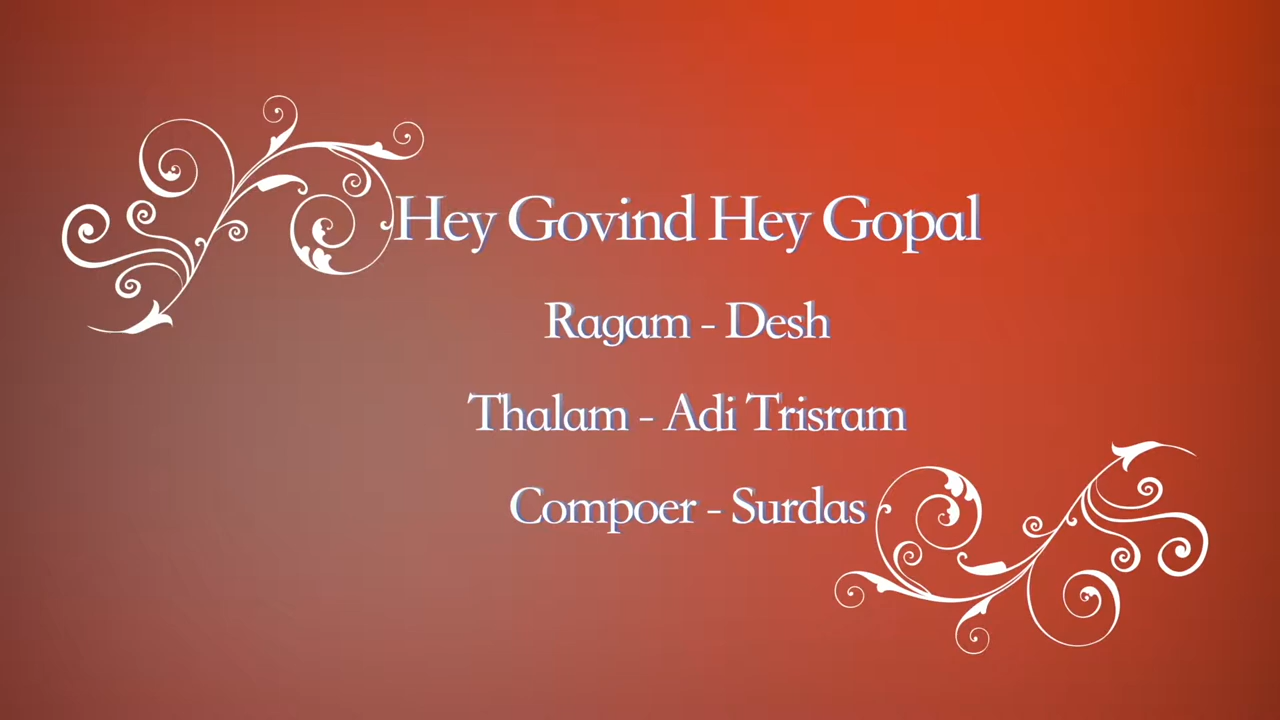 Hey Govind Hey Gopal
Ragam - Desh
Thalam - Adi Trisram
Compoer - Surdas